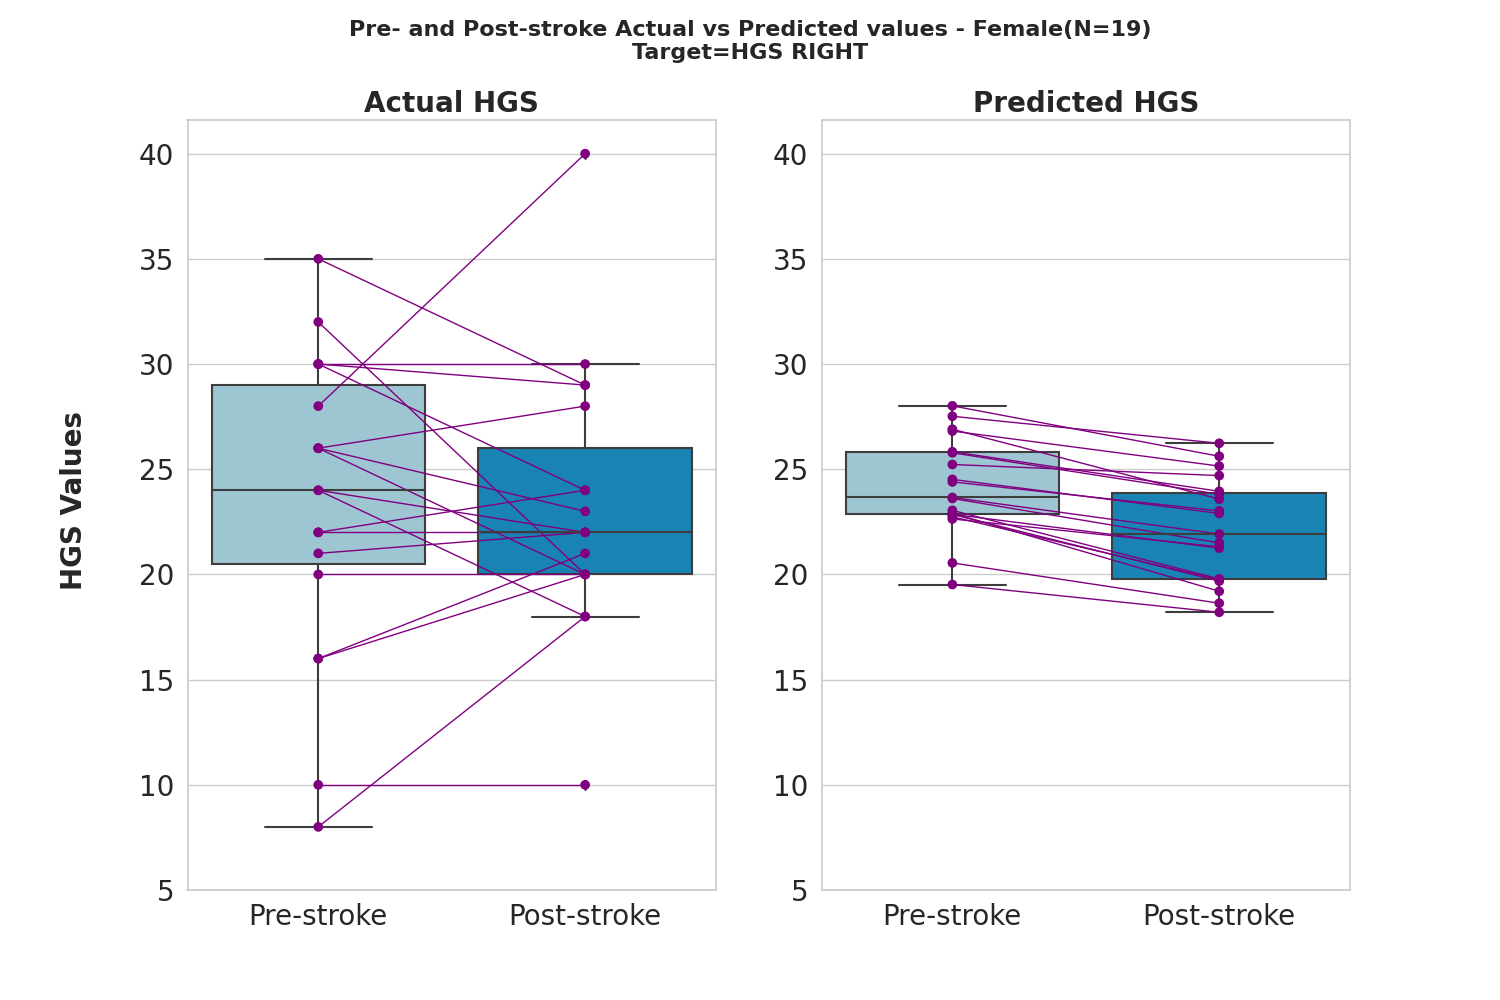 Pre- and Post-stroke Actual vs Predicted values - Female(N=19)
Target=HGS RIGHT
Actual HGS
Predicted HGS
HGS Values
40
35
30
25
20
15
10
5
Pre-stroke
Post-stroke
40
35
30
25
20
15
10
5
Pre-stroke
Post-stroke